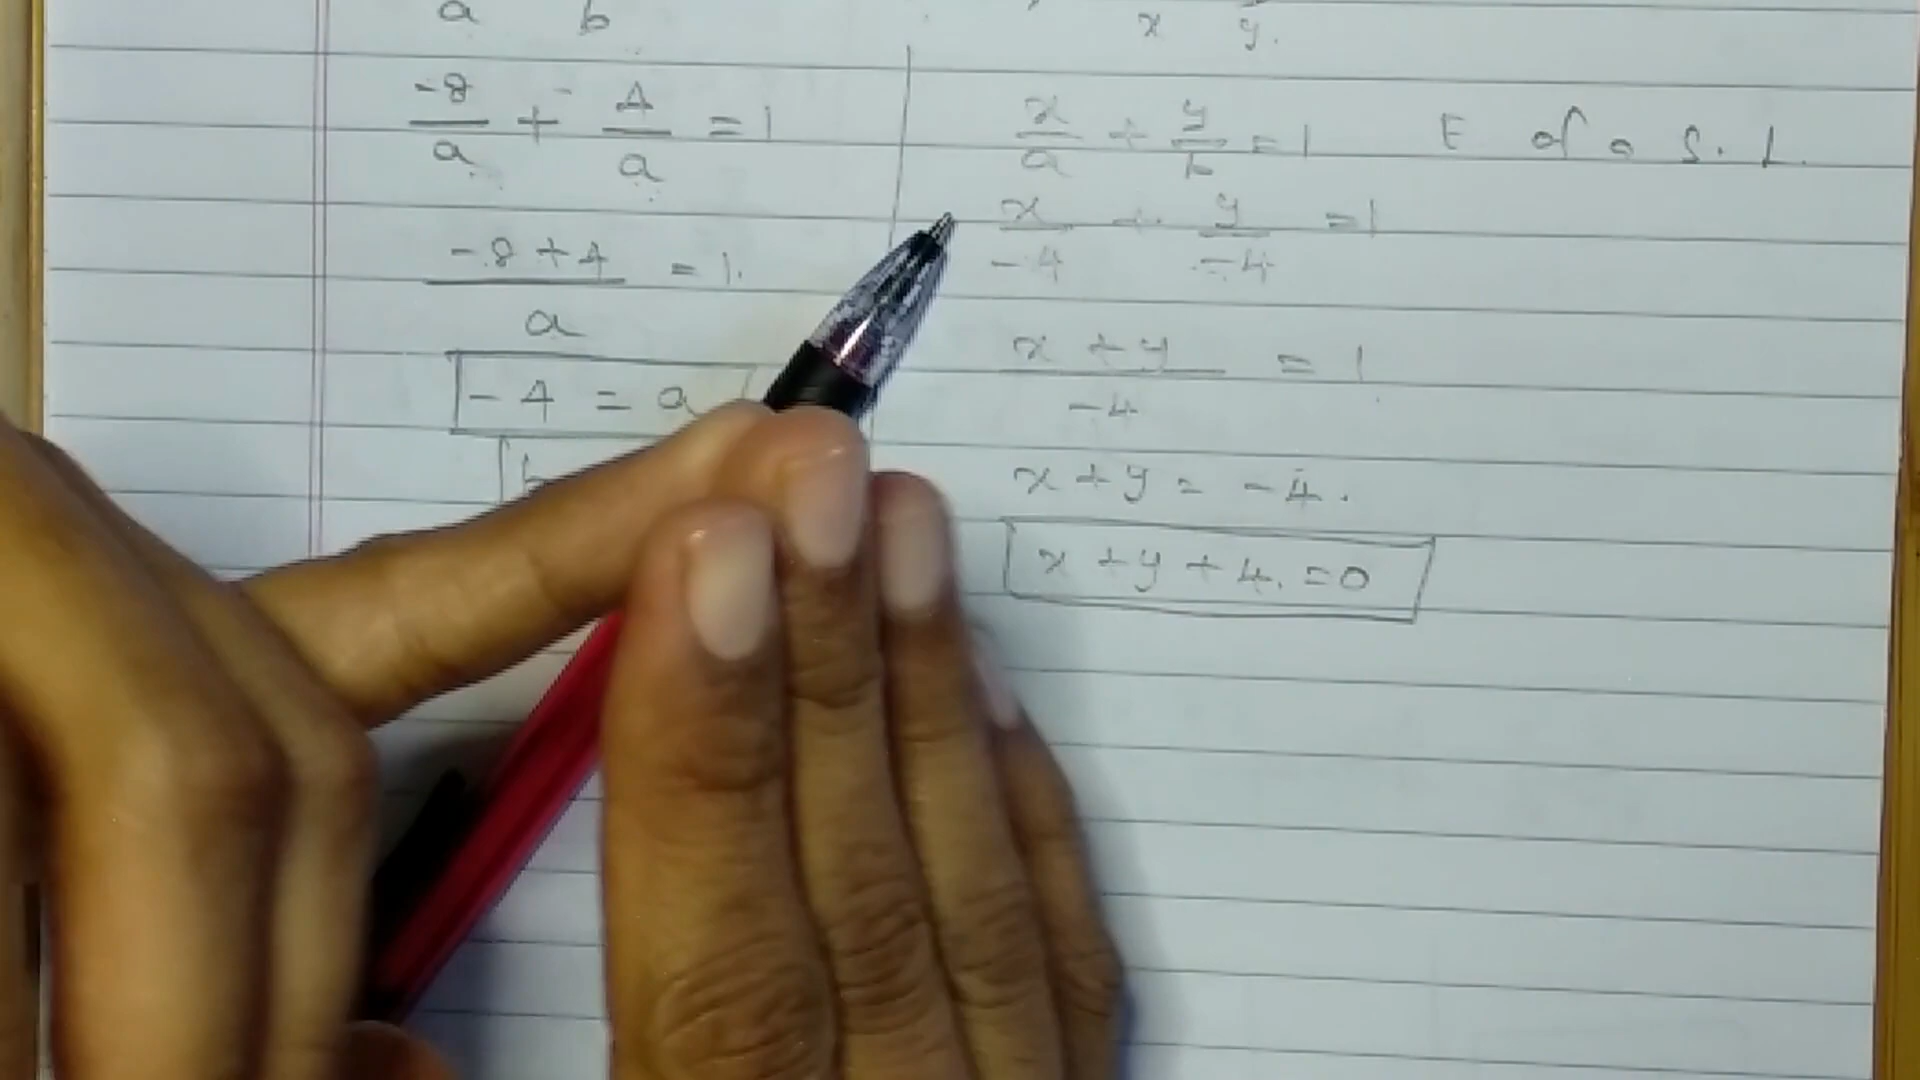 a b
-8/a + -4/a = 1
(-8+4)/a = 1.
-4 = a
b
x y.
x/a + y/b = 1 E of a S. L.
x/-4 + y/-4 = 1
(x+y)/-4 = 1
x+y = -4.
x+y+4. =0